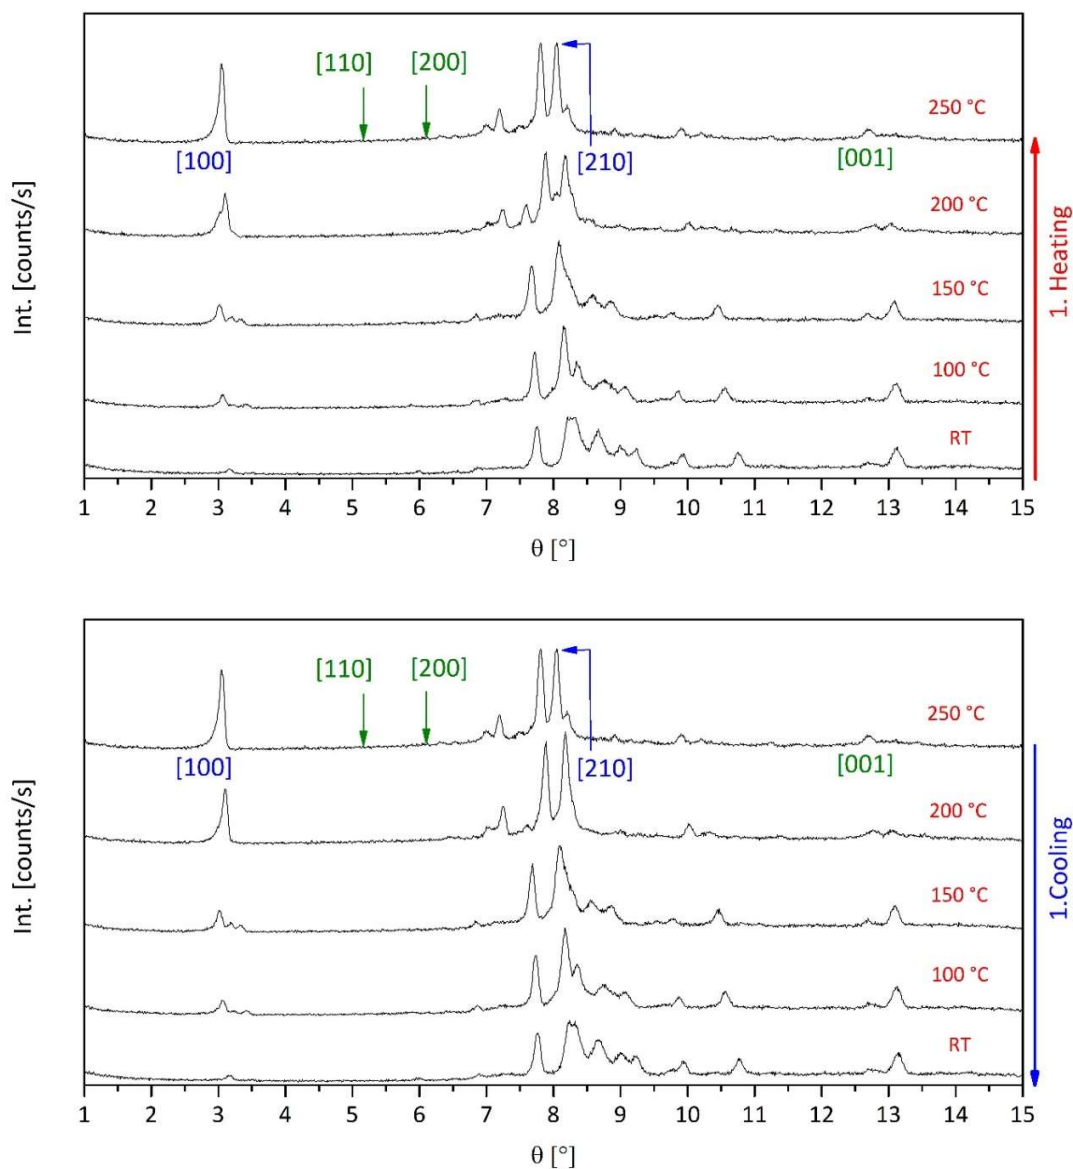 [110] [200]
250 °C
[100] [210] [001]
200 °C
150 °C
100 °C
RT
Int. [counts/s]
1. Heating
1 2 3 4 5 6 7 8 9 10 11 12 13 14 15
θ [°]
[110] [200]
250 °C
[100] [210] [001]
200 °C
150 °C
100 °C
RT
Int. [counts/s]
1.Cooling
1 2 3 4 5 6 7 8 9 10 11 12 13 14 15
θ [°]